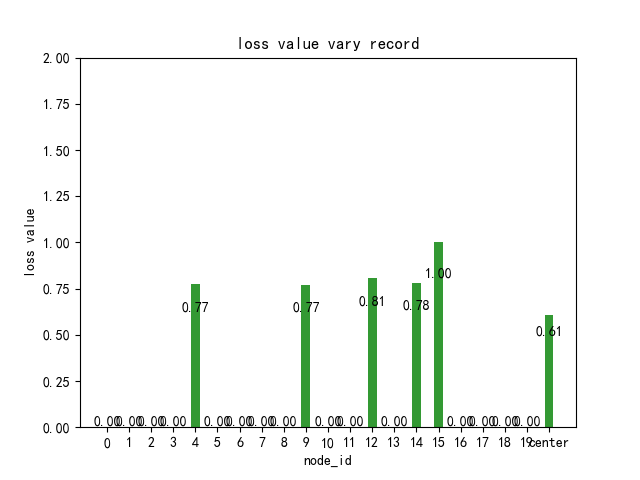 loss value vary record
2.00
1.75
1.50
1.25
1.00
0.75
0.50
0.25
0.00
loss value
0.00 0.00 0.00 0.00 0.77 0.00 0.00 0.00 0.00 0.77 0.00 0.00 0.81 0.00 0.78 1.00 0.00 0.00 0.00 0.00 0.61
0 1 2 3 4 5 6 7 8 9 10 11 12 13 14 15 16 17 18 19 center
node_id